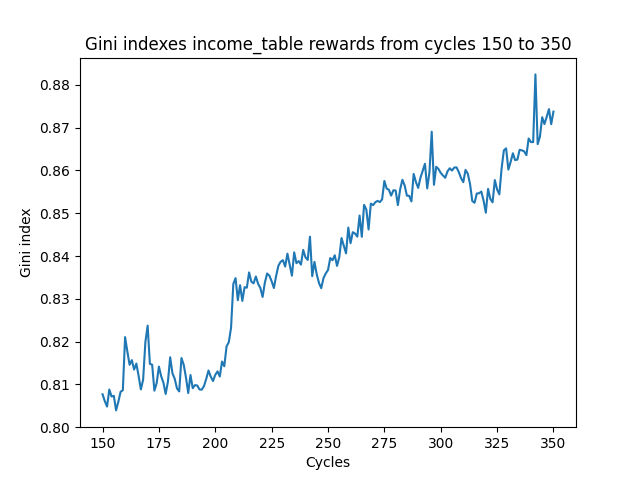 Gini indexes income_table rewards from cycles 150 to 350
Gini index
0.88
0.87
0.86
0.85
0.84
0.83
0.82
0.81
0.80
150 175 200 225 250 275 300 325 350
Cycles